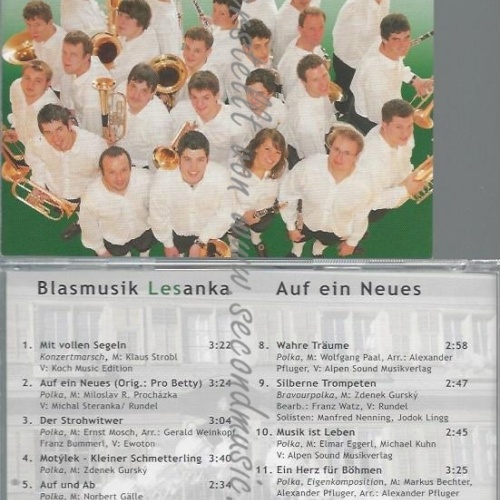 Blasmusik Lesanka
1. Mit vollen Segeln 3:22
Konzertmarsch, M: Klaus Strobl
V: Koch Music Edition
2. Auf ein Neues (Orig.: Pro Betty) 3:24
Polka, M: Miloslav R. Procházka
V: Michal Steranka/ Rundel
3. Der Strohwitwer 3:04
Polka, M: Ernst Mosch, Arr.: Gerald Weinkopf
Franz Bummerl, V: Ewoton
4. Motýlek - Kleiner Schmetterling 3:40
Polka, M: Zdenek Gurský
5. Auf und Ab 2:34
Polka, M: Norbert Gälle
Auf ein Neues
8. Wahre Träume 2:58
Polka, M: Wolfgang Paal, Arr.: Alexander
Pfluger, V: Alpen Sound Musikverlag
9. Silberne Trompeten 2:47
Bravourpolka, M: Zdenek Gurský
Bearb.: Franz Watz, V: Rundel
Solisten: Manfred Nenning, Jodok Lingg
10. Musik ist Leben 2:45
Polka, M: Elmar Eggerl, Michael Kuhn
V: Alpen Sound Musikverlag
11. Ein Herz für Böhmen 3:25
Polka, Eigenkomposition, M: Markus Bechter,
Alexander Pfluger, Arr.: Alexander Pfluger
von www.secondmusic.